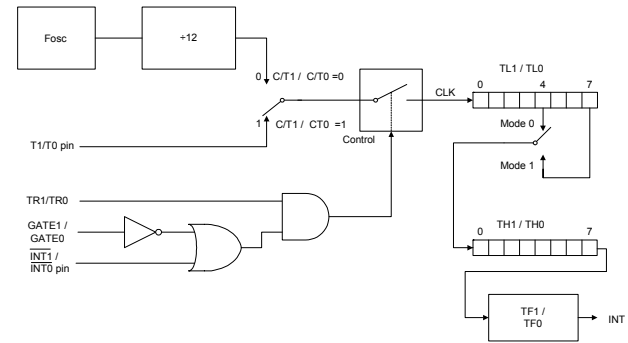 Fosc
÷12
0 C/T1 / C/T0 =0
1 C/T1 / CT0 =1
T1/T0 pin
Control
CLK
TL1 / TL0
0 4 7
Mode 0
Mode 1
TR1/TR0
GATE1 /
GATE0
INT1 /
INT0 pin
TH1 / TH0
0 7
TF1 /
TF0
INT